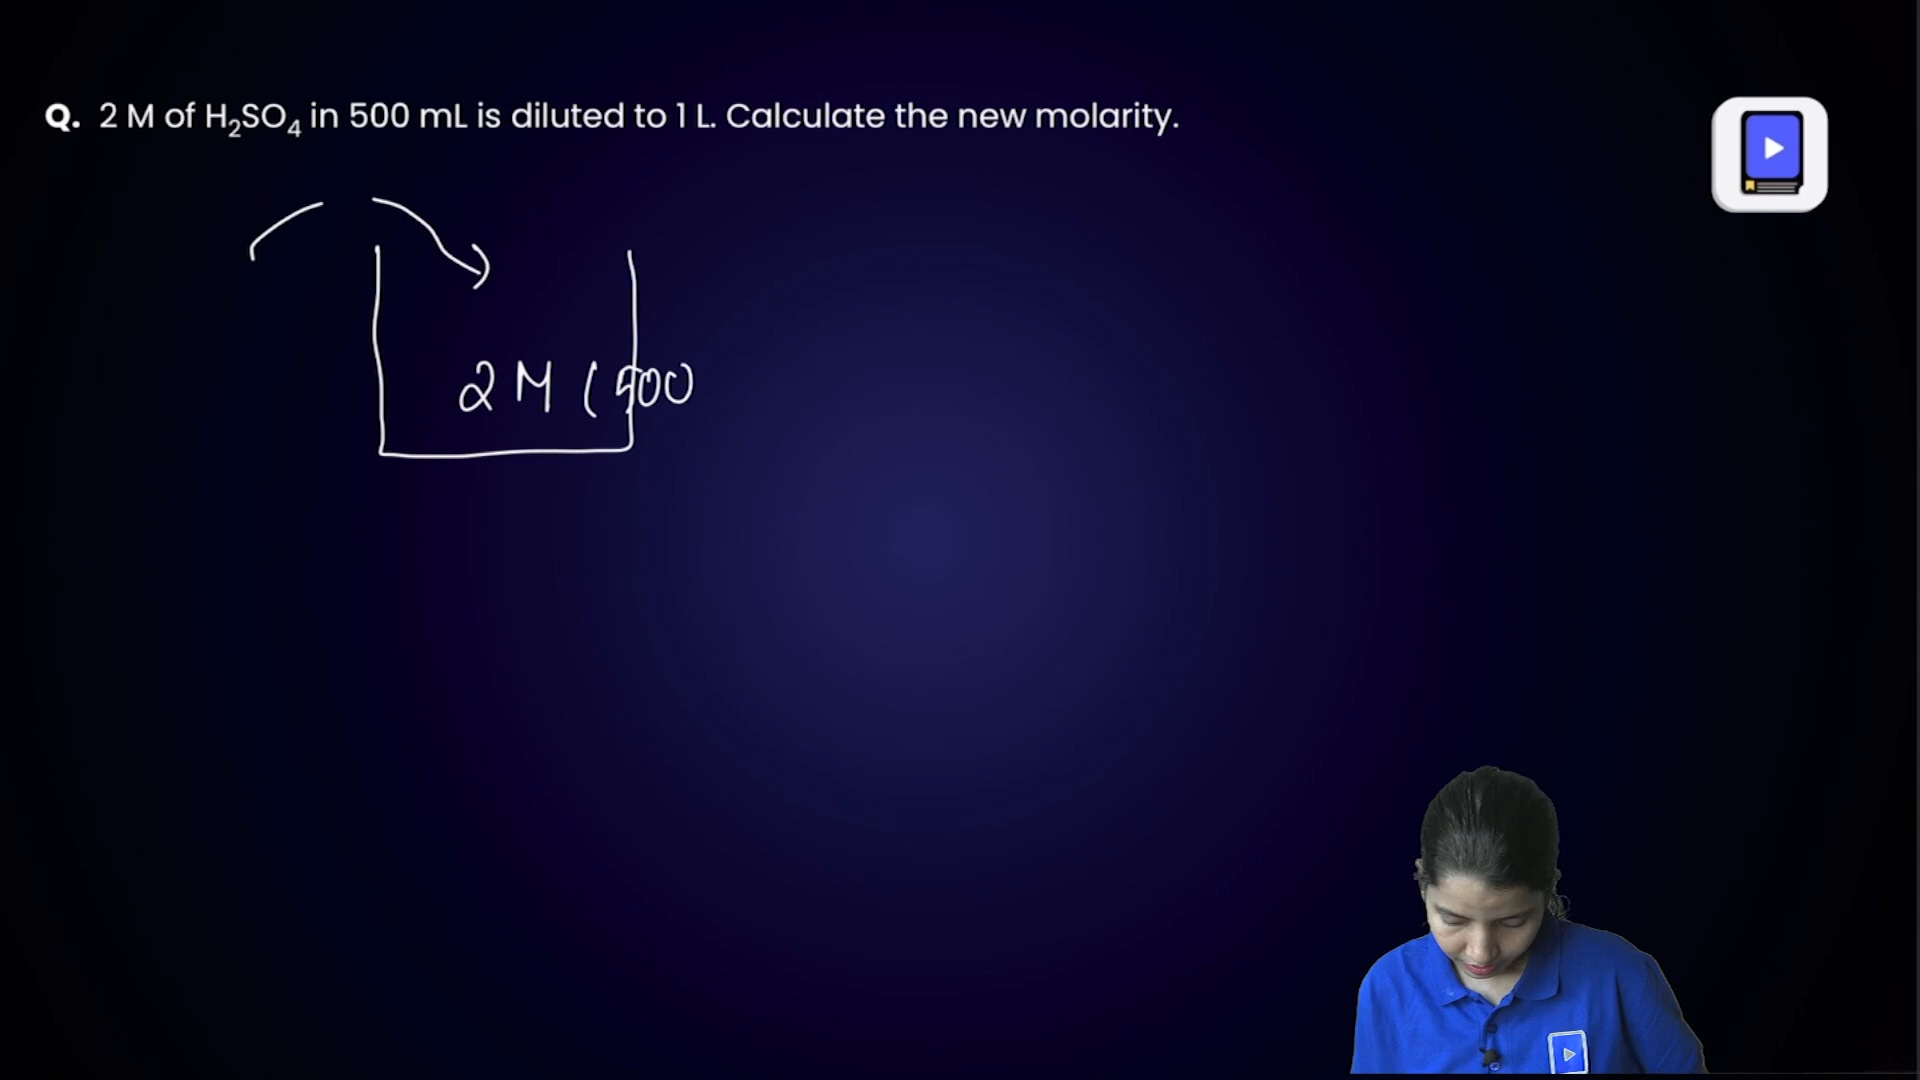 Q. 2 M of H₂SO₄ in 500 mL is diluted to 1 L. Calculate the new molarity.
2 M (500